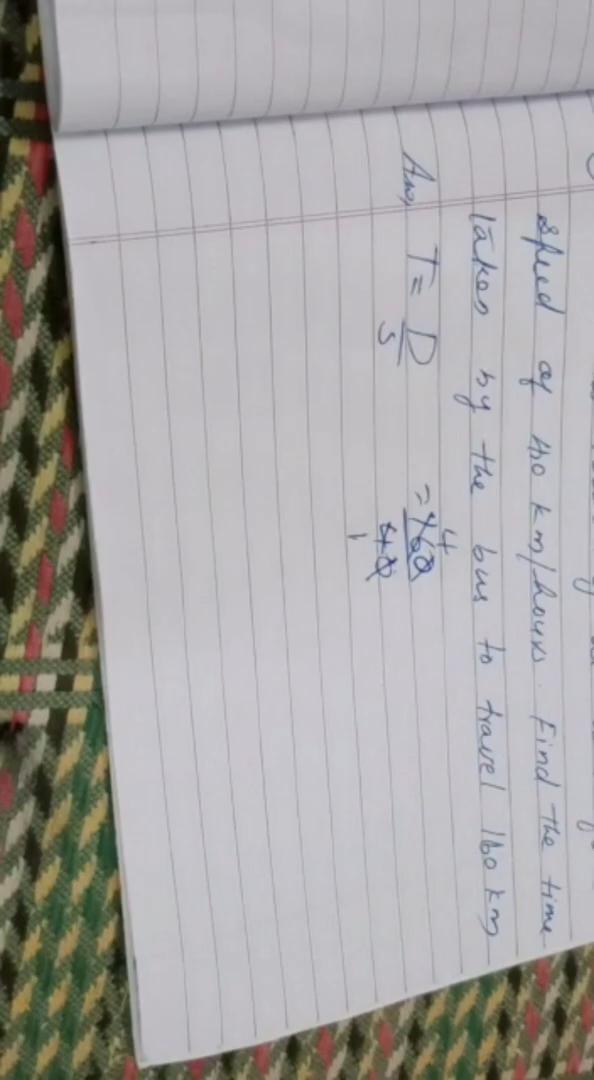 speed of 40 km/hours. Find the time
takes by the bus to travel 160 km
Ans, T = D/S = 160/40 4 1